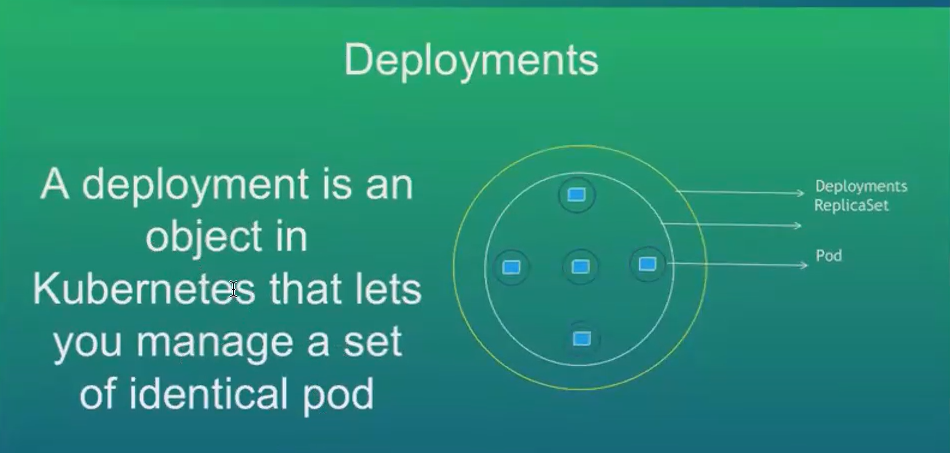 Deployments
A deployment is an
object in
Kubernetes that lets
you manage a set
of identical pod
Deployments
ReplicaSet
Pod